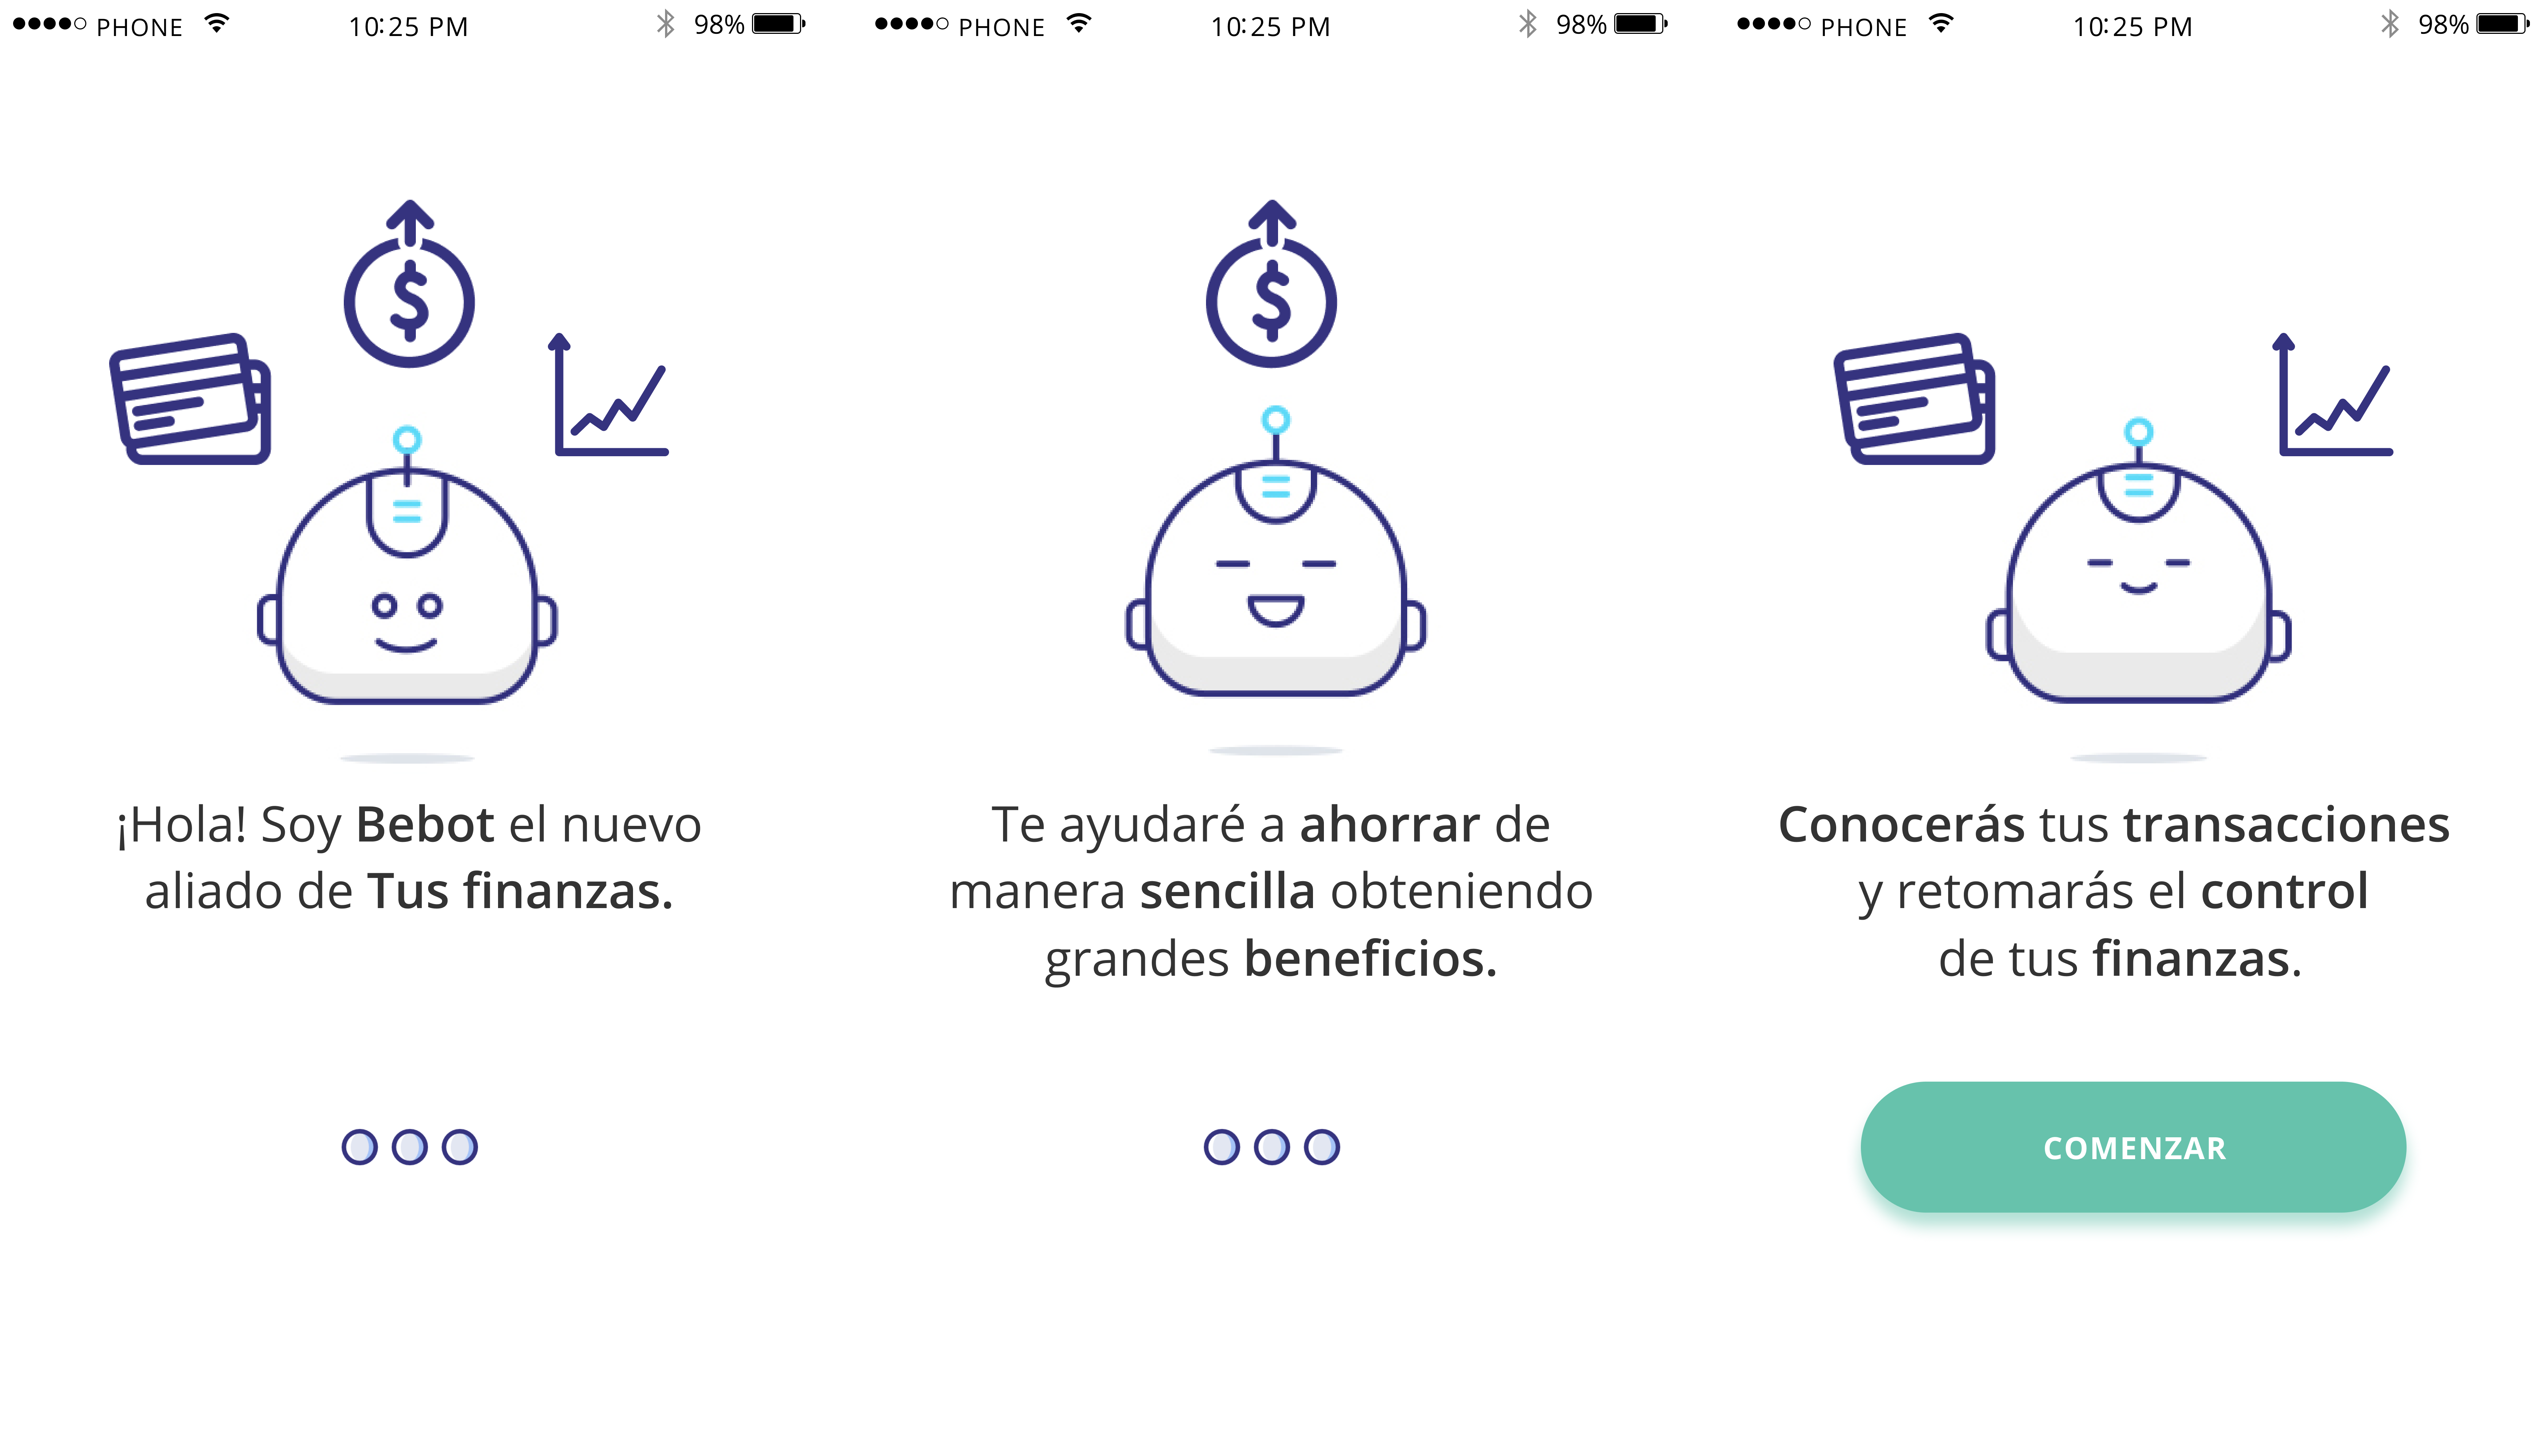 PHONE 10:25 PM 98%
$
¡Hola! Soy Bebot el nuevo
aliado de Tus finanzas.
PHONE 10:25 PM 98%
$
Te ayudaré a ahorrar de
manera sencilla obteniendo
grandes beneficios.
PHONE 10:25 PM 98%
Conocerás tus transacciones
y retomarás el control
de tus finanzas.
COMENZAR